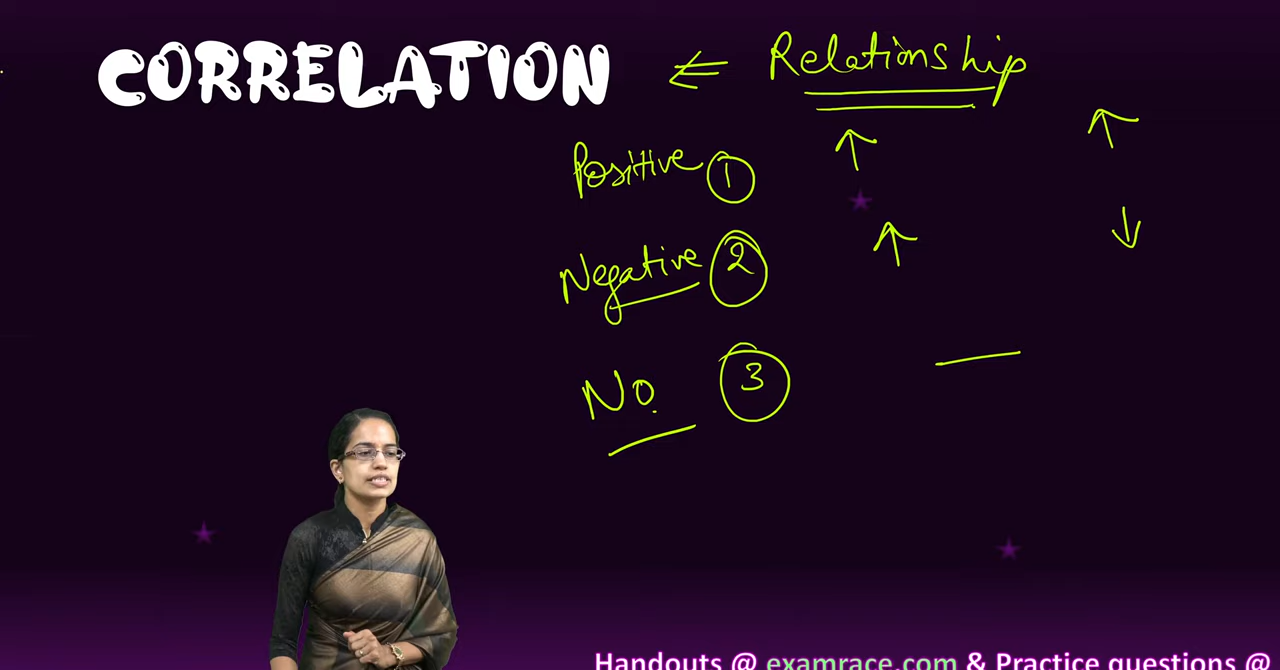 CORRELATION ⇐ Relationship
Positive 1 ↑ ↑
Negative 2 ↑ ↓
No. 3 —
Handouts @ examrace.com & Practice questions @